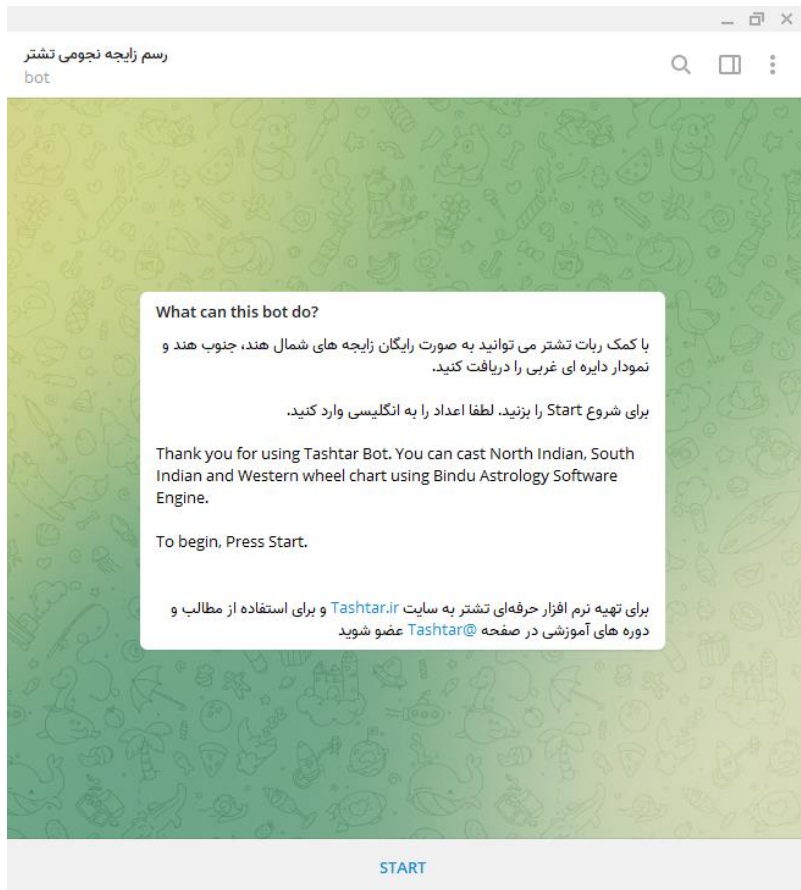 رسم زایجه نجومی تشتر
bot
What can this bot do?
با کمک ربات تشتر می توانید به صورت رایگان زایجه های شمال هند، جنوب هند و
نمودار دایره ای غربی را دریافت کنید.
برای شروع Start را بزنید. لطفا اعداد را به انگلیسی وارد کنید.
Thank you for using Tashtar Bot. You can cast North Indian, South
Indian and Western wheel chart using Bindu Astrology Software
Engine.
To begin, Press Start.
برای تهیه نرم افزار حرفه‌ای تشتر به سایت Tashtar.ir و برای استفاده از مطالب و
دوره های آموزشی در صفحه @Tashtar عضو شوید
START